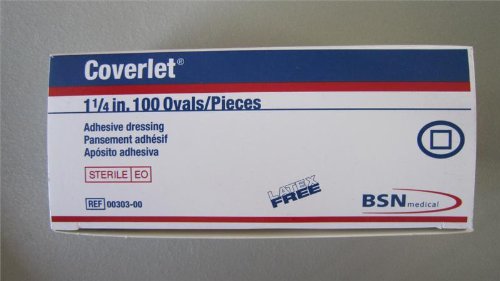 Coverlet®
1 1/4 in. 100 Ovals/Pieces
Adhesive dressing
Pansement adhésif
Apósito adhesiva
STERILE EO
REF 00303-00
LATEX
FREE
BSN medical